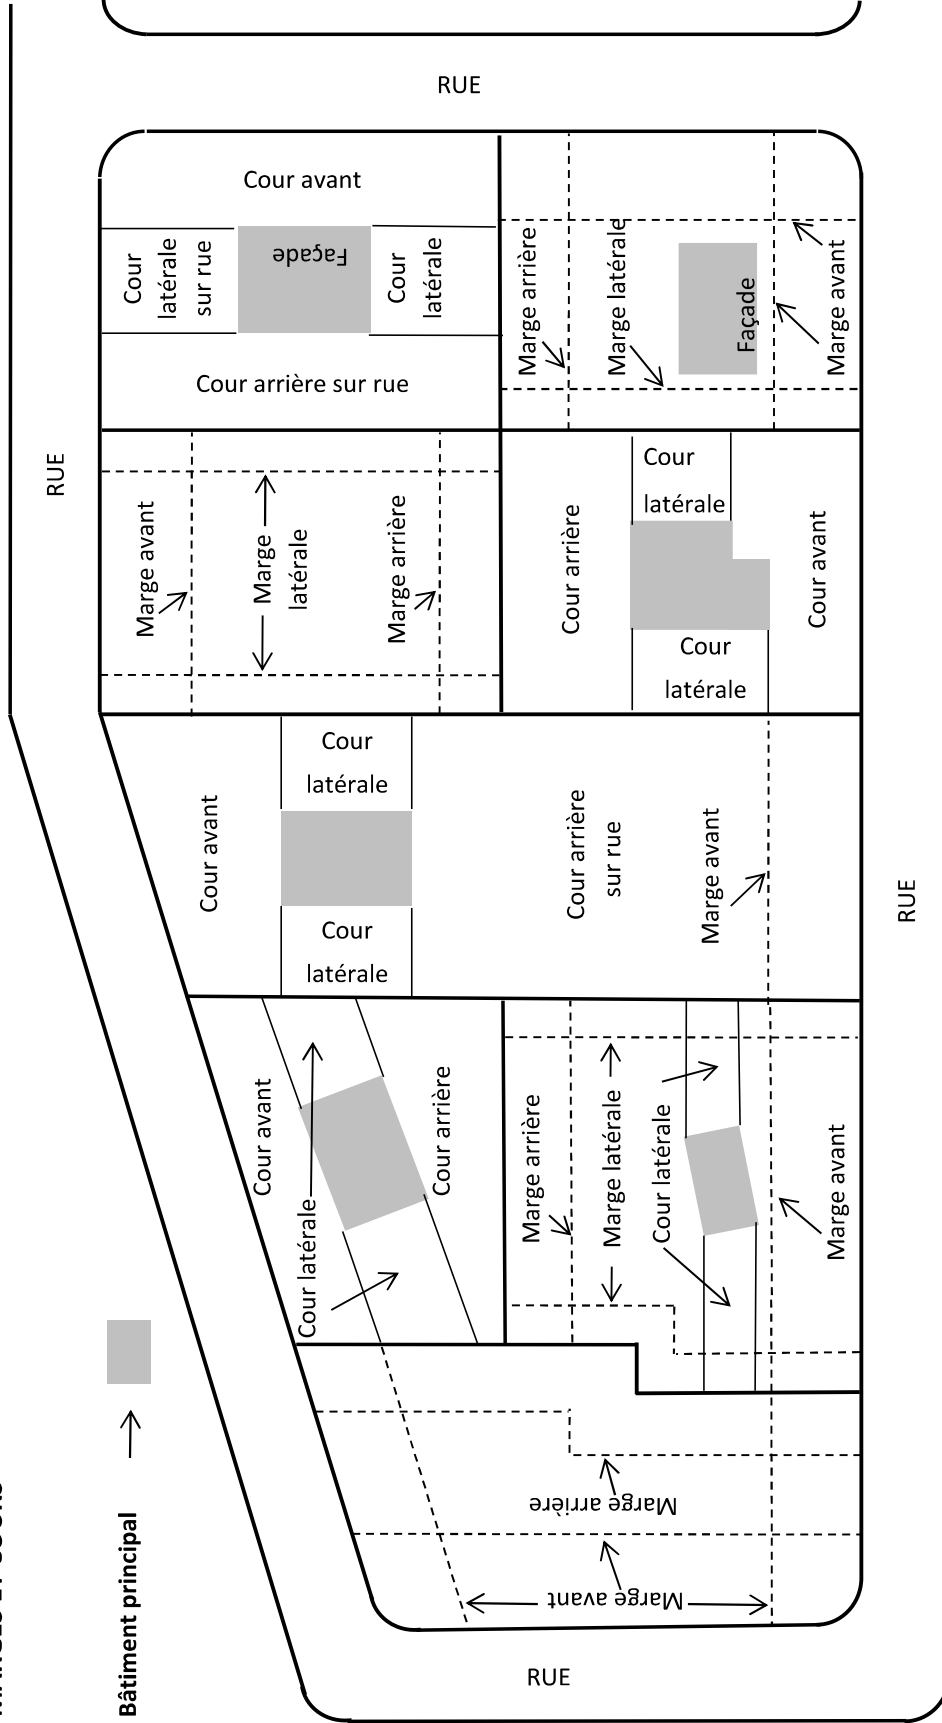 RUE
Cour avant
Cour
latérale
sur rue
Façade
Cour
latérale
Cour arrière sur rue
Marge arrière
Marge latérale
Façade
Marge avant
RUE
Marge avant
Marge
latérale
Marge arrière
Cour arrière
Cour
latérale
Cour avant
Cour
latérale
Cour avant
Cour
latérale
Cour
latérale
Cour arrière
sur rue
Marge avant
RUE
Cour avant
Cour latérale
Cour arrière
Marge arrière
Marge latérale
Cour latérale
Marge avant
Bâtiment principal
Marge arrière
Marge avant
RUE